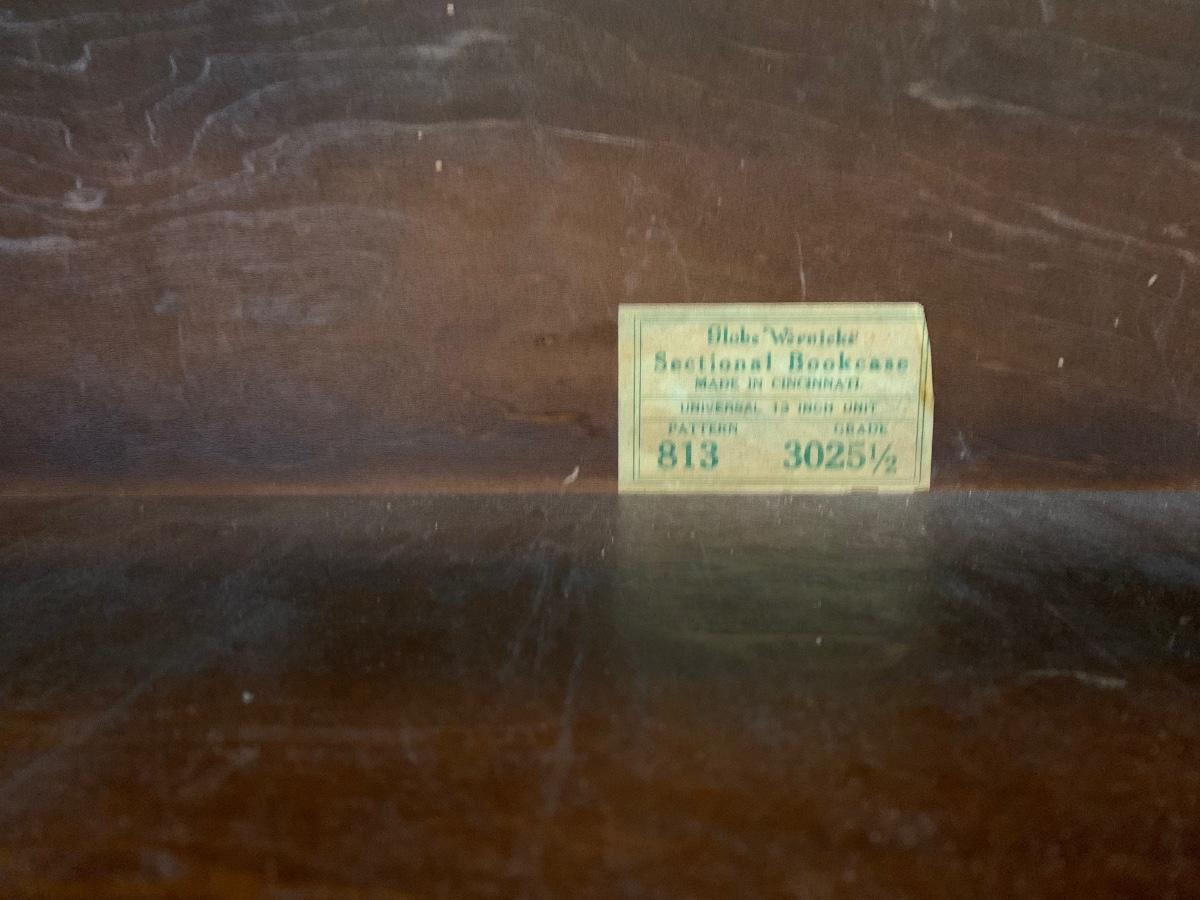 Globe-Wernicke
Sectional Bookcase
MADE IN CINCINNATI
UNIVERSAL 13 INCH UNIT
PATTERN GRADE
813 3025½